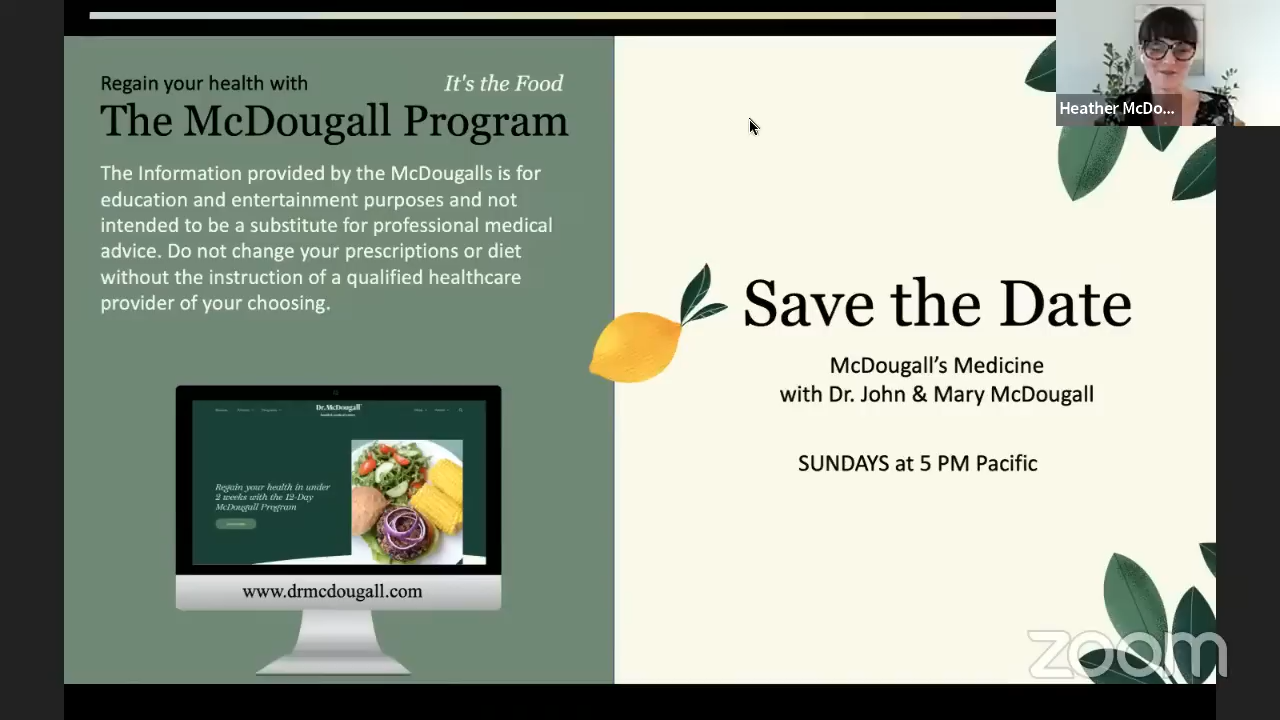 Regain your health with
It's the Food
The McDougall Program
The Information provided by the McDougalls is for
education and entertainment purposes and not
intended to be a substitute for professional medical
advice. Do not change your prescriptions or diet
without the instruction of a qualified healthcare
provider of your choosing.
Dr. McDougall
Regain your health in under
2 weeks with the 12-Day
McDougall Program
www.drmcdougall.com
Heather McDo...
Save the Date
McDougall’s Medicine
with Dr. John & Mary McDougall
SUNDAYS at 5 PM Pacific
zoom